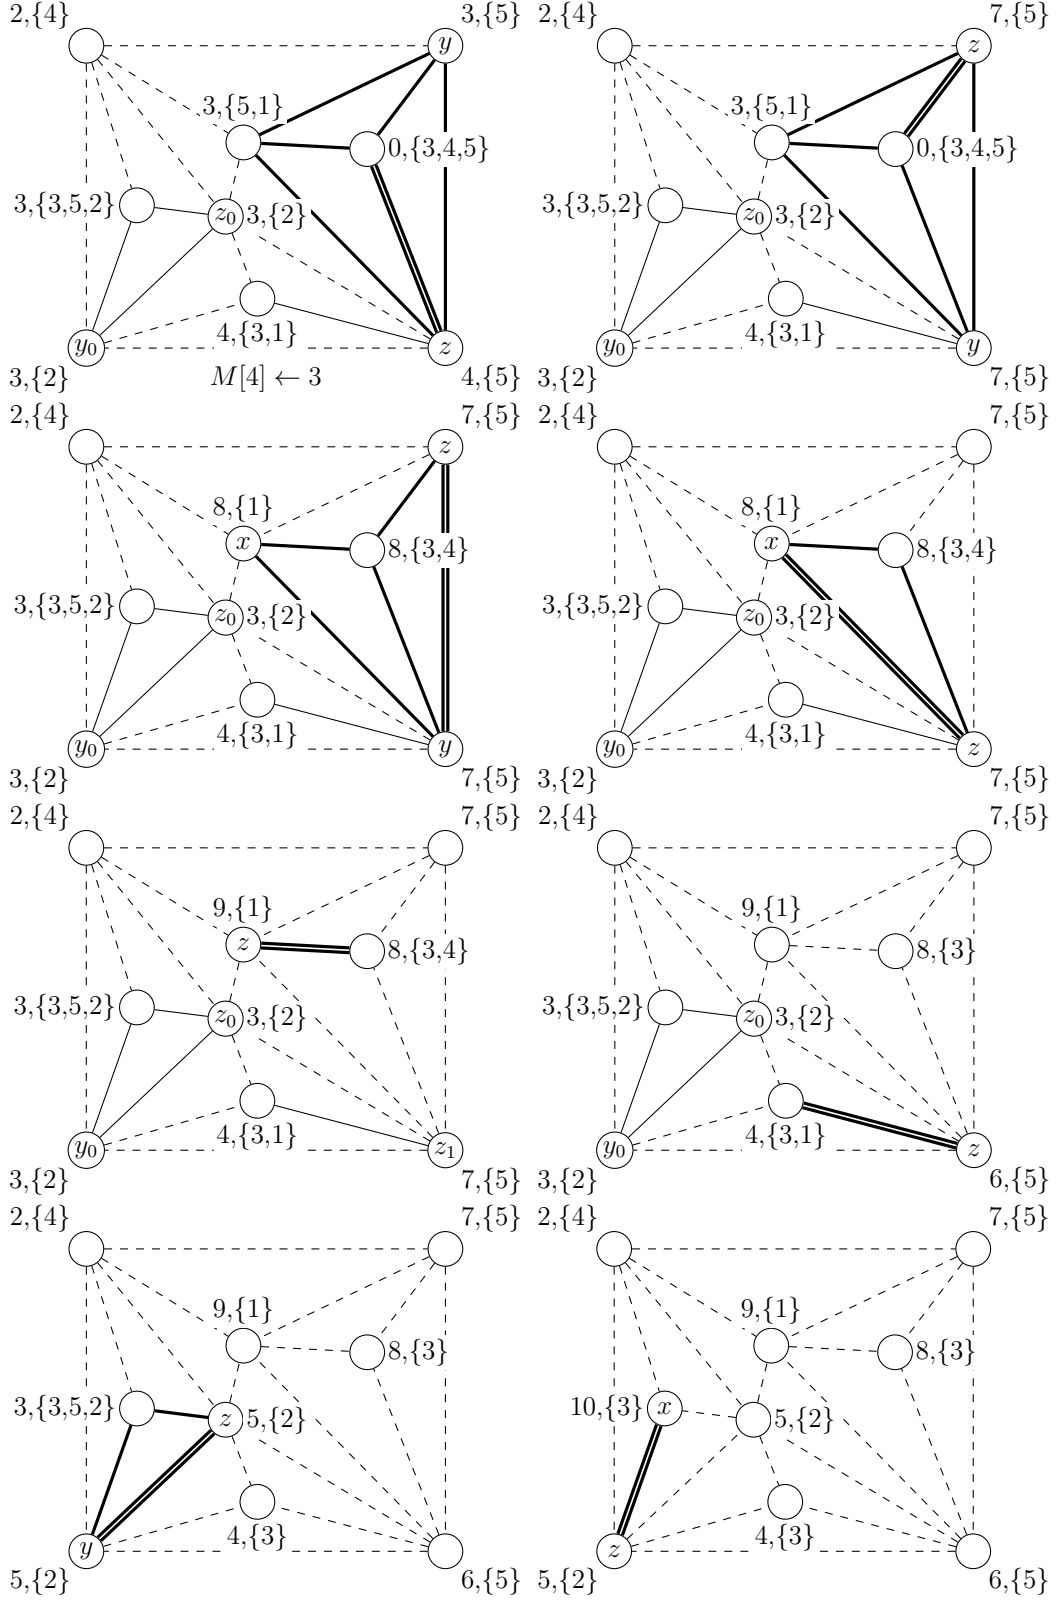 2,{4} 3,{5} 2,{4} 7,{5}
y z
3,{5,1} 3,{5,1}
0,{3,4,5} 0,{3,4,5}
3,{3,5,2} z₀ 3,{2} 3,{3,5,2} z₀ 3,{2}
4,{3,1} 4,{3,1}
y₀ z y₀ y
3,{2} M[4] ← 3 4,{5} 3,{2} 7,{5}
2,{4} 7,{5} 2,{4} 7,{5}
z
8,{1} 8,{1}
x 8,{3,4} x 8,{3,4}
3,{3,5,2} z₀ 3,{2} 3,{3,5,2} z₀ 3,{2}
4,{3,1} 4,{3,1}
y₀ y y₀ z
3,{2} 7,{5} 3,{2} 7,{5}
2,{4} 7,{5} 2,{4} 7,{5}
9,{1} 9,{1}
z 8,{3,4} 8,{3}
3,{3,5,2} z₀ 3,{2} 3,{3,5,2} z₀ 3,{2}
4,{3,1} 4,{3,1}
y₀ z₁ y₀ z
3,{2} 7,{5} 3,{2} 6,{5}
2,{4} 7,{5} 2,{4} 7,{5}
9,{1} 9,{1}
8,{3} 8,{3}
3,{3,5,2} z 5,{2} 10,{3} x 5,{2}
4,{3} 4,{3}
y z
5,{2} 6,{5} 5,{2} 6,{5}